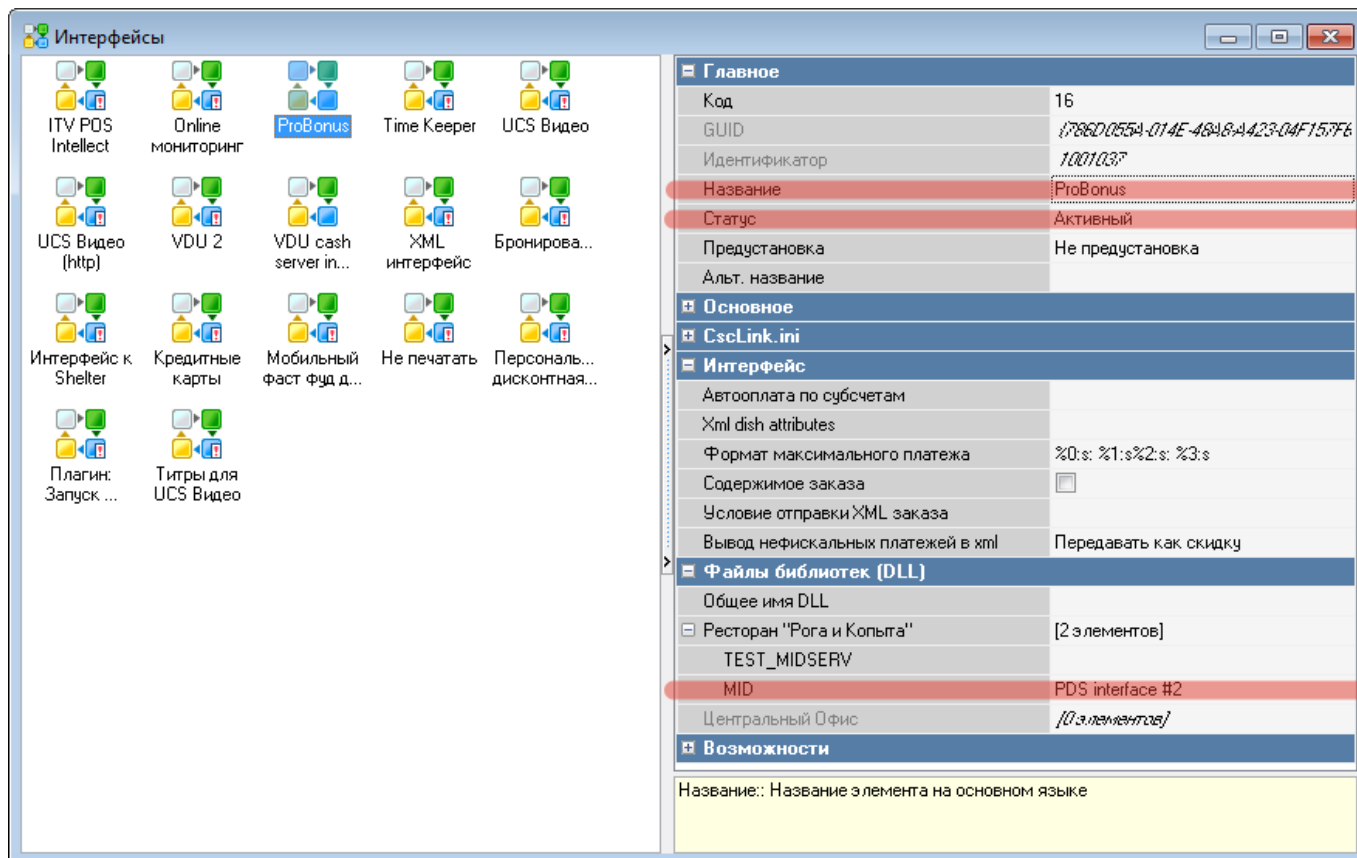 Интерфейсы
ITV POS Intellect
Online мониторинг
ProBonus
Time Keeper
UCS Видео
UCS Видео (http)
VDU 2
VDU cash server in...
XML интерфейс
Бронирова...
Интерфейс к Shelter
Кредитные карты
Мобильный фаст фуд д...
Не печатать
Персональ... дисконтная...
Плагин: Запуск ...
Титры для UCS Видео
Главное
Код 16
GUID {786D055A-014E-48A8-A423-04F157F6
Идентификатор 1001037
Название ProBonus
Статус Активный
Предустановка Не предустановка
Альт. название
Основное
CscLink.ini
Интерфейс
Автооплата по субсчетам
Xml dish attributes
Формат максимального платежа %0:s: %1:s%2:s: %3:s
Содержимое заказа
Условие отправки XML заказа
Вывод нефискальных платежей в xml Передавать как скидку
Файлы библиотек (DLL)
Общее имя DLL
Ресторан "Рога и Копыта" [2 элементов]
TEST_MIDSERV
MID PDS interface #2
Центральный Офис [0 элементов]
Возможности
Название:: Название элемента на основном языке